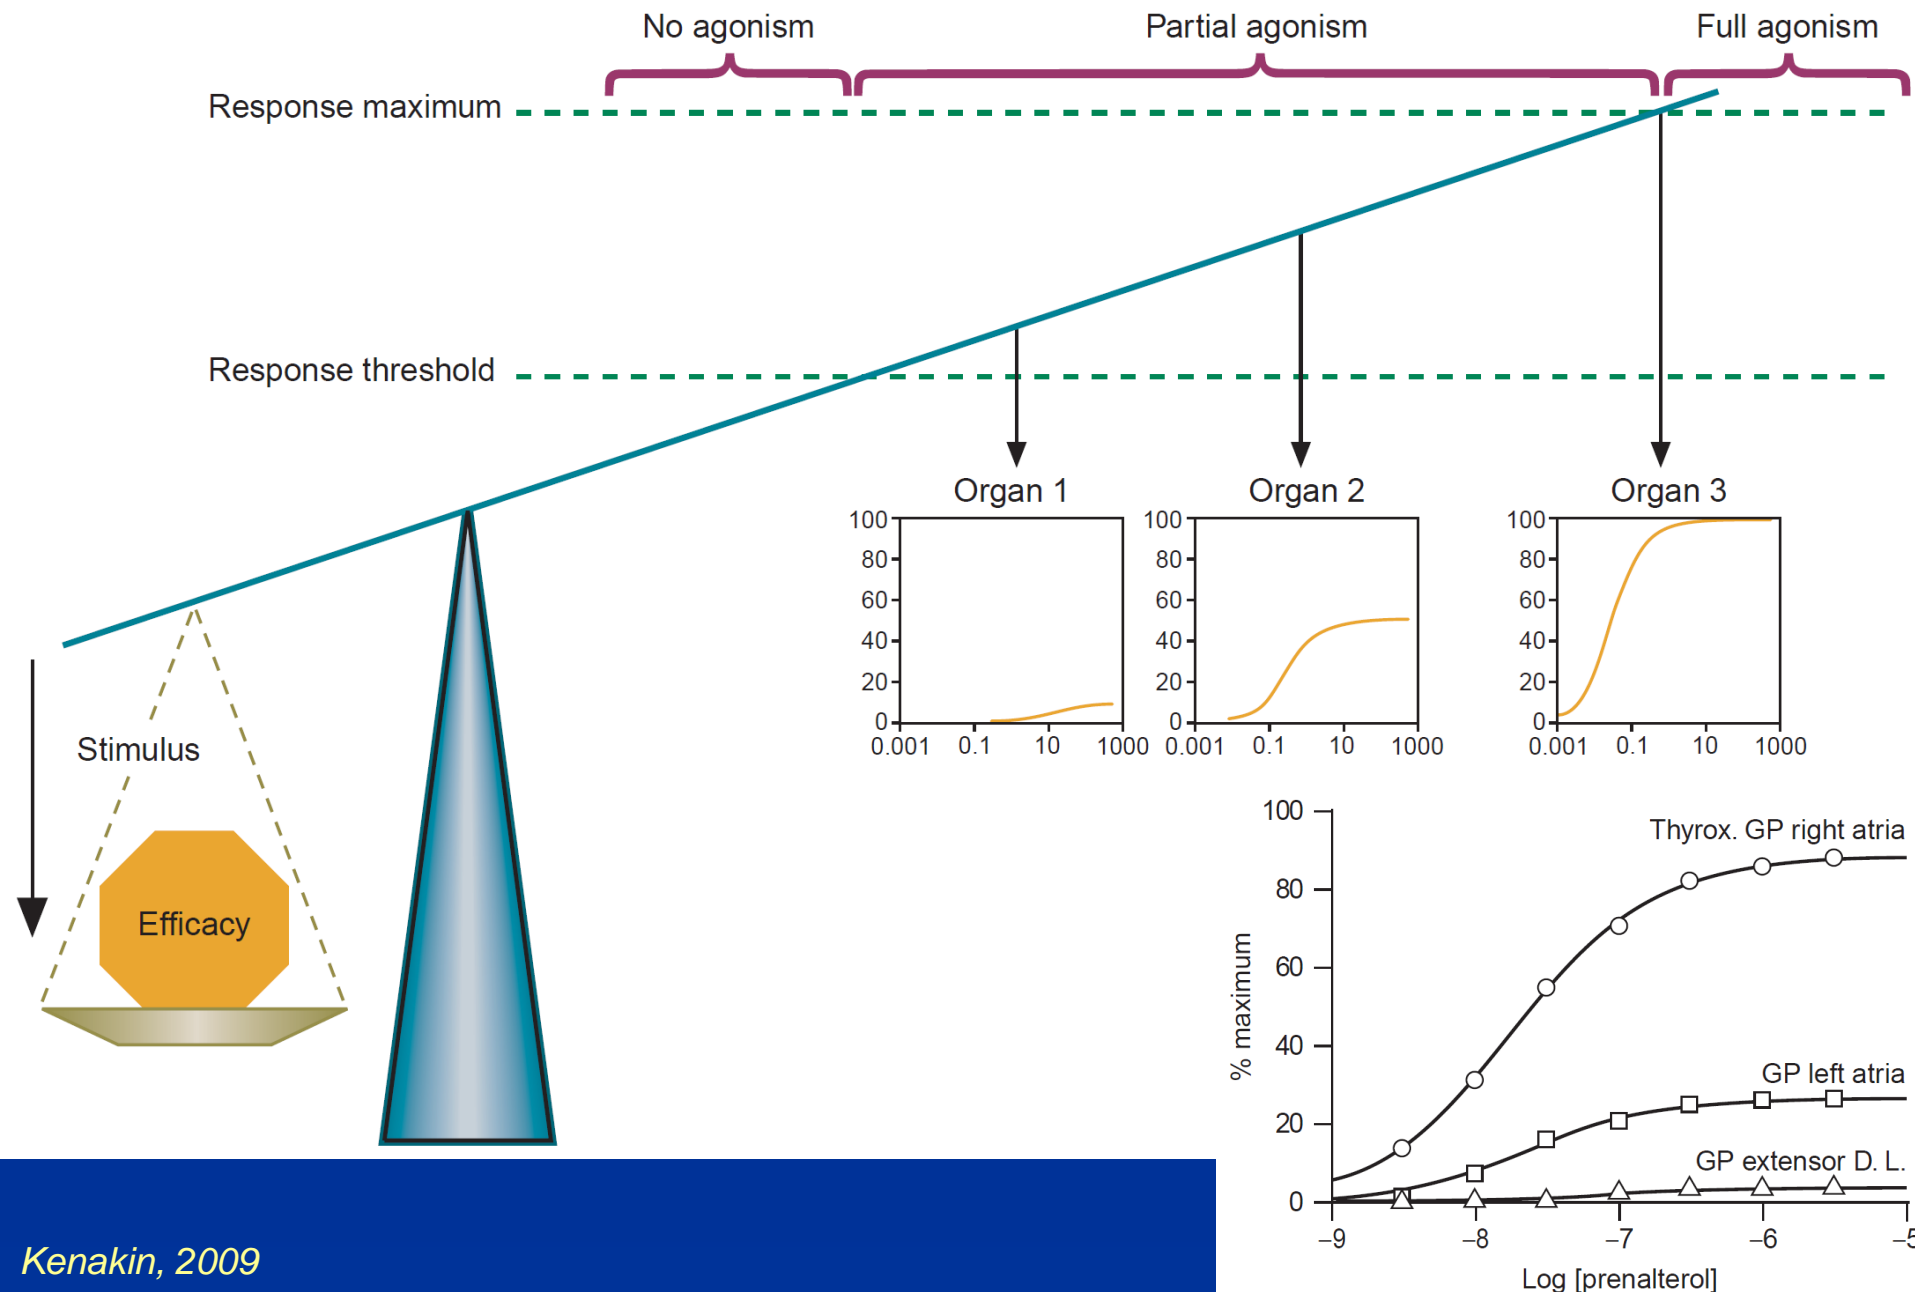 No agonism
Partial agonism
Full agonism
Response maximum
Response threshold
Organ 1
Organ 2
Organ 3
100
80
60
40
20
0
0.001 0.1 10 1000
100
80
60
40
20
0
0.001 0.1 10 1000
100
80
60
40
20
0
0.001 0.1 10 1000
Stimulus
Efficacy
% maximum
100
80
60
40
20
0
Thyrox. GP right atria
GP left atria
GP extensor D. L.
–9 –8 –7 –6 –5
Log [prenalterol]
Kenakin, 2009